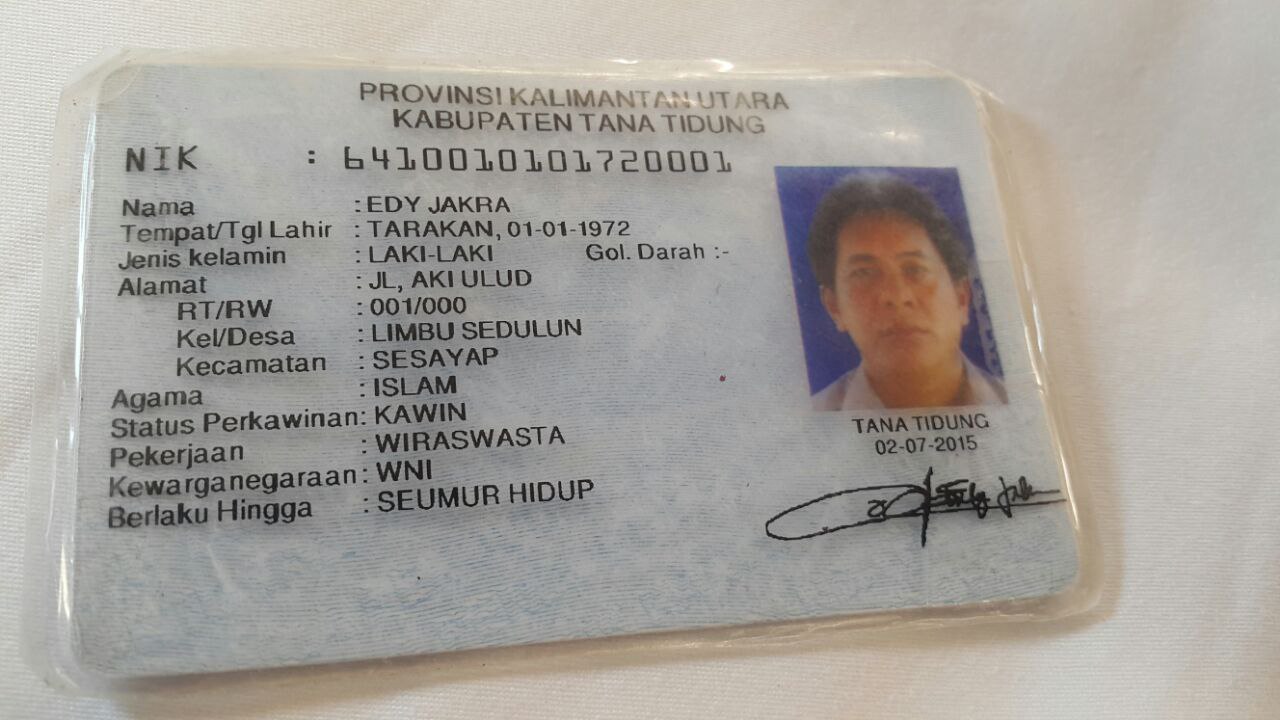 PROVINSI KALIMANTAN UTARA
KABUPATEN TANA TIDUNG
NIK : 6410010101720001
Nama : EDY JAKRA
Tempat/Tgl Lahir : TARAKAN, 01-01-1972
Jenis kelamin : LAKI-LAKI Gol. Darah :-
Alamat : JL, AKI ULUD
RT/RW : 001/000
Kel/Desa : LIMBU SEDULUN
Kecamatan : SESAYAP
Agama : ISLAM
Status Perkawinan: KAWIN
Pekerjaan : WIRASWASTA
Kewarganegaraan: WNI
Berlaku Hingga : SEUMUR HIDUP
TANA TIDUNG
02-07-2015